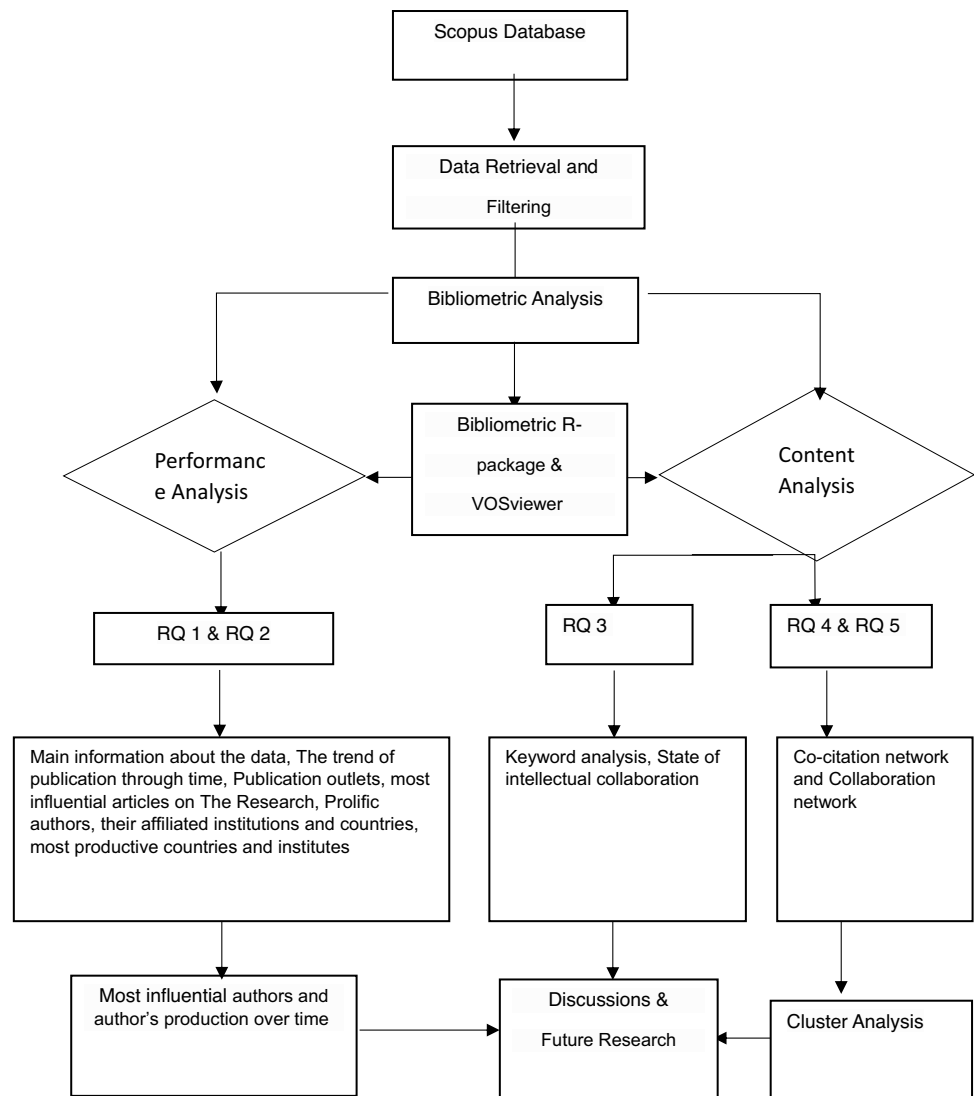 Scopus Database
Data Retrieval and
Filtering
Bibliometric Analysis
Performanc
e Analysis
Bibliometric R-
package &
VOSviewer
Content
Analysis
RQ 1 & RQ 2
RQ 3
RQ 4 & RQ 5
Main information about the data, The trend of
publication through time, Publication outlets, most
influential articles on The Research, Prolific
authors, their affiliated institutions and countries,
most productive countries and institutes
Keyword analysis, State of
intellectual collaboration
Co-citation network
and Collaboration
network
Most influential authors and
author's production over time
Discussions &
Future Research
Cluster Analysis